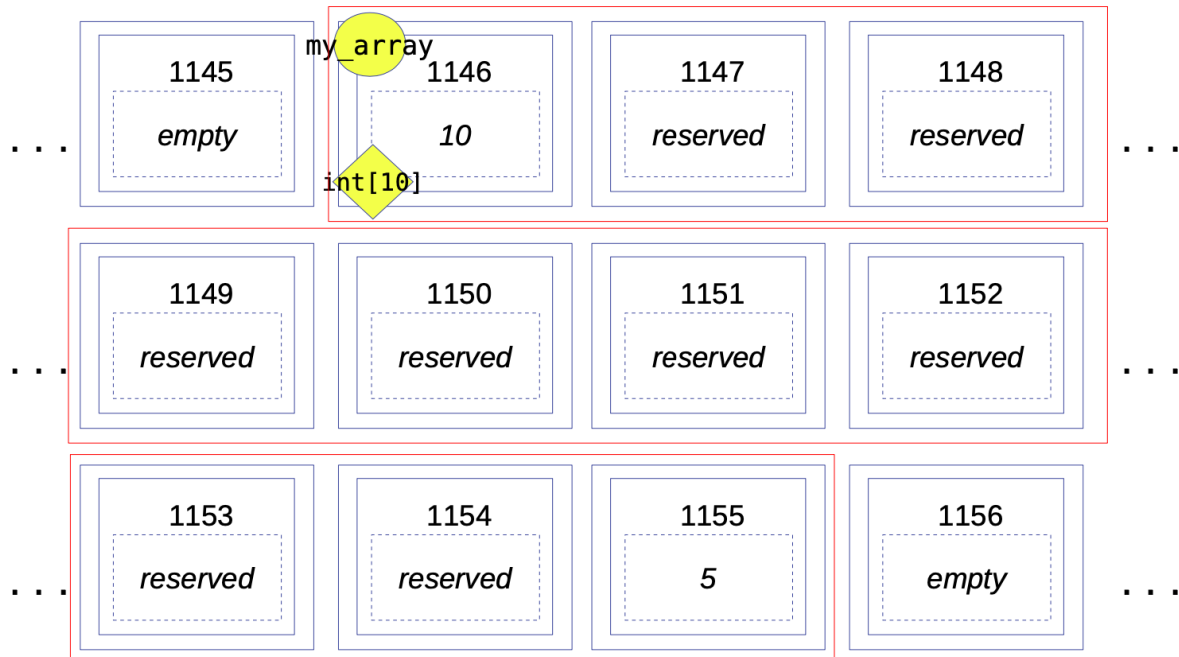 my_array
1145 1146 1147 1148
... empty 10 reserved reserved ...
int[10]
1149 1150 1151 1152
... reserved reserved reserved reserved ...
1153 1154 1155 1156
... reserved reserved 5 empty ...